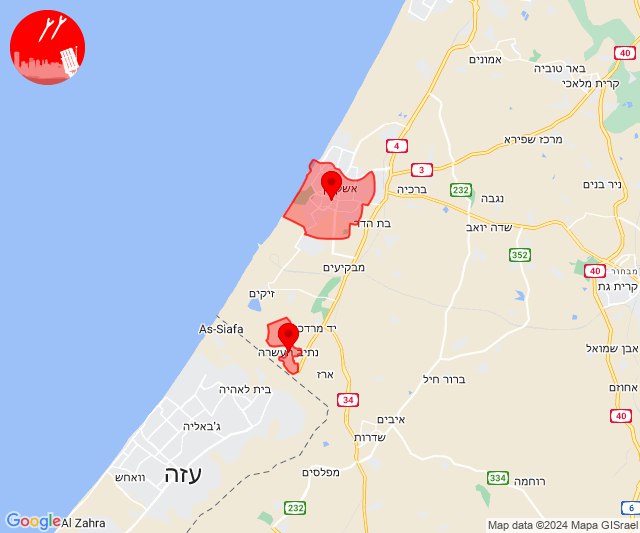 אמונים
באר טוביה
40
קרית מלאכי
4
מרכז שפירא
3
ברכיה
232
נגבה
ניר בנים
בת הדר
שדה יואב
352
מבקיעים
40
קרית גת
זיקים
As-Siafa
יד מרדכי
נתיב העשרה
אבן שמואל
ארז
ברור חיל
בית לאהיה
34
אחוזם
40
ג'באליה
איבים
שדרות
עזה
וואחש
מפלסים
334
רוחמה
232
6
Google
Al Zahra
Map data ©2024 Mapa GISrael